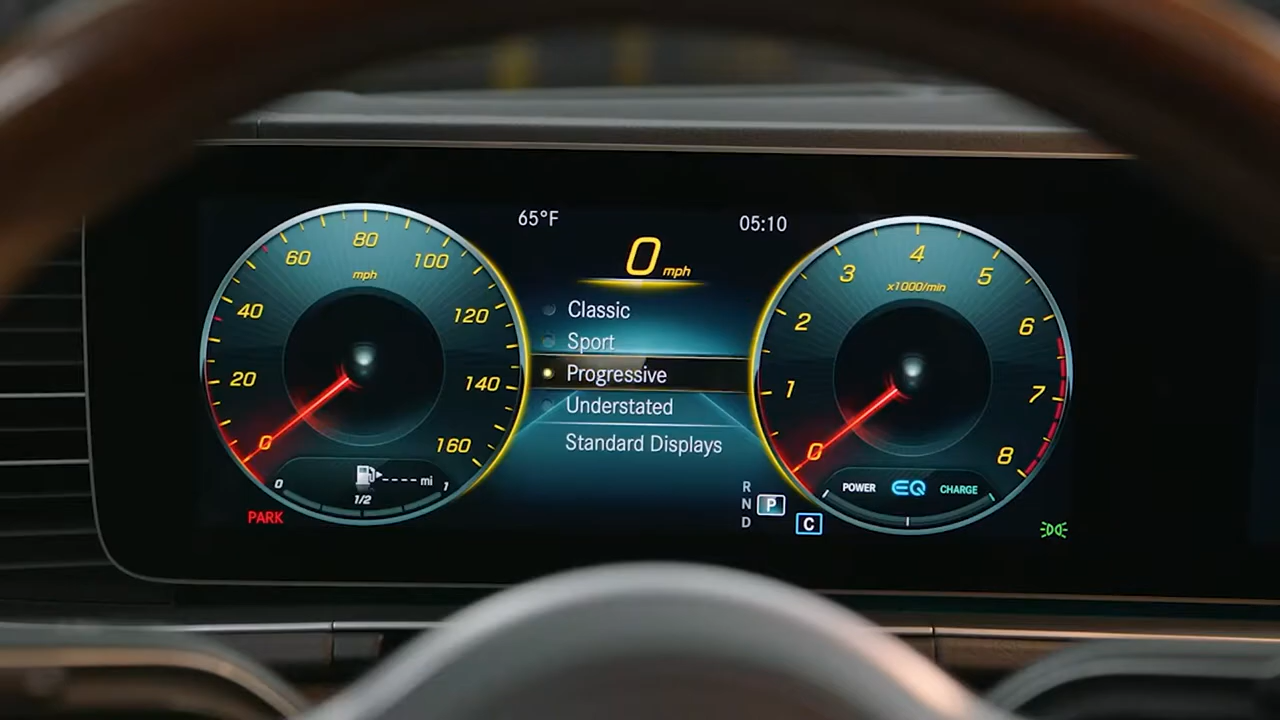 65°F
05:10
0 mph
0
20
40
60
80
100
120
140
160
mph
Classic
Sport
Progressive
Understated
Standard Displays
0
1
2
3
4
5
6
7
8
x1000/min
0
1/2
1
---- mi
PARK
R
N
D
P
C
POWER EQ CHARGE